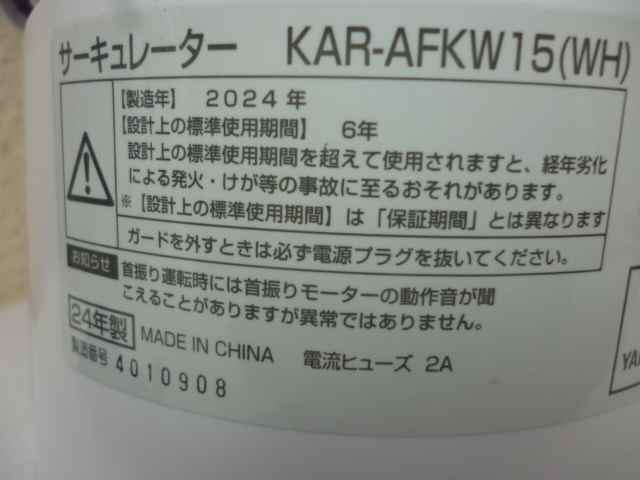 サーキュレーター KAR-AFKW15(WH)
【製造年】 2024年
【設計上の標準使用期間】 6年
設計上の標準使用期間を超えて使用されますと、経年劣化
による発火・けが等の事故に至るおそれがあります。
※【設計上の標準使用期間】は「保証期間」とは異なります
ガードを外すときは必ず電源プラグを抜いてください。
お知らせ 首振り運転時には首振りモーターの動作音が聞
こえることがありますが異常ではありません。
24年製 MADE IN CHINA 電流ヒューズ 2A
製造番号 4010908